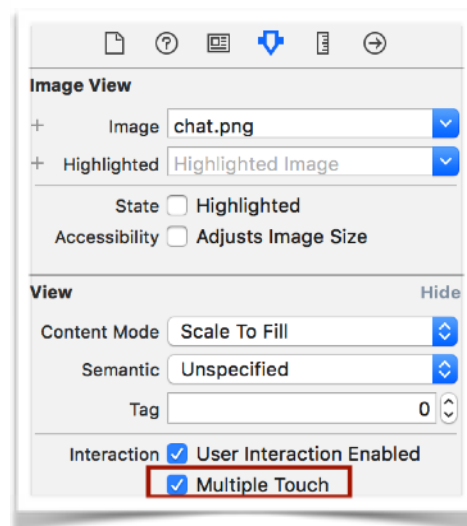 Image View
Image chat.png
Highlighted Highlighted Image
State Highlighted
Accessibility Adjusts Image Size
View Hide
Content Mode Scale To Fill
Semantic Unspecified
Tag 0
Interaction User Interaction Enabled
Multiple Touch